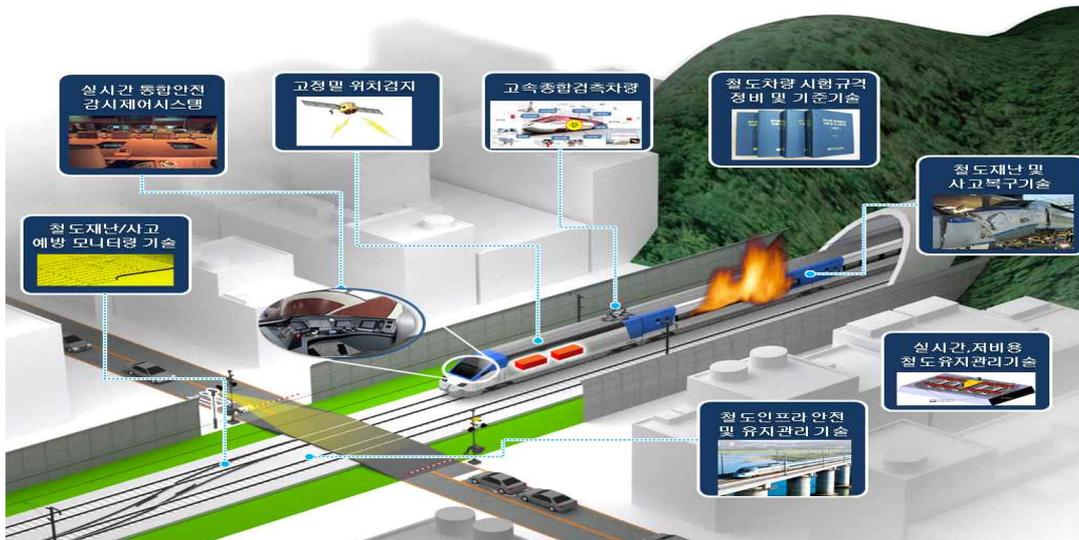 실시간 통합안전
감시제어시스템
고정밀 위치검지
고속종합검측차량
철도차량 시험규격
정비 및 기준기술
철도재난 및
사고복구기술
철도재난/사고
예방 모니터링 기술
실시간,저비용
철도유지관리기술
철도인프라 안전
및 유지관리 기술